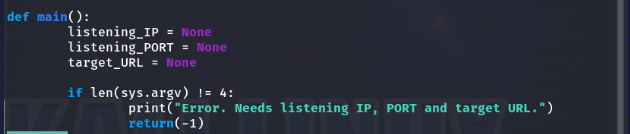 def main():
listening_IP = None
listening_PORT = None
target_URL = None
if len(sys.argv) != 4:
print("Error. Needs listening IP, PORT and target URL.")
return(-1)